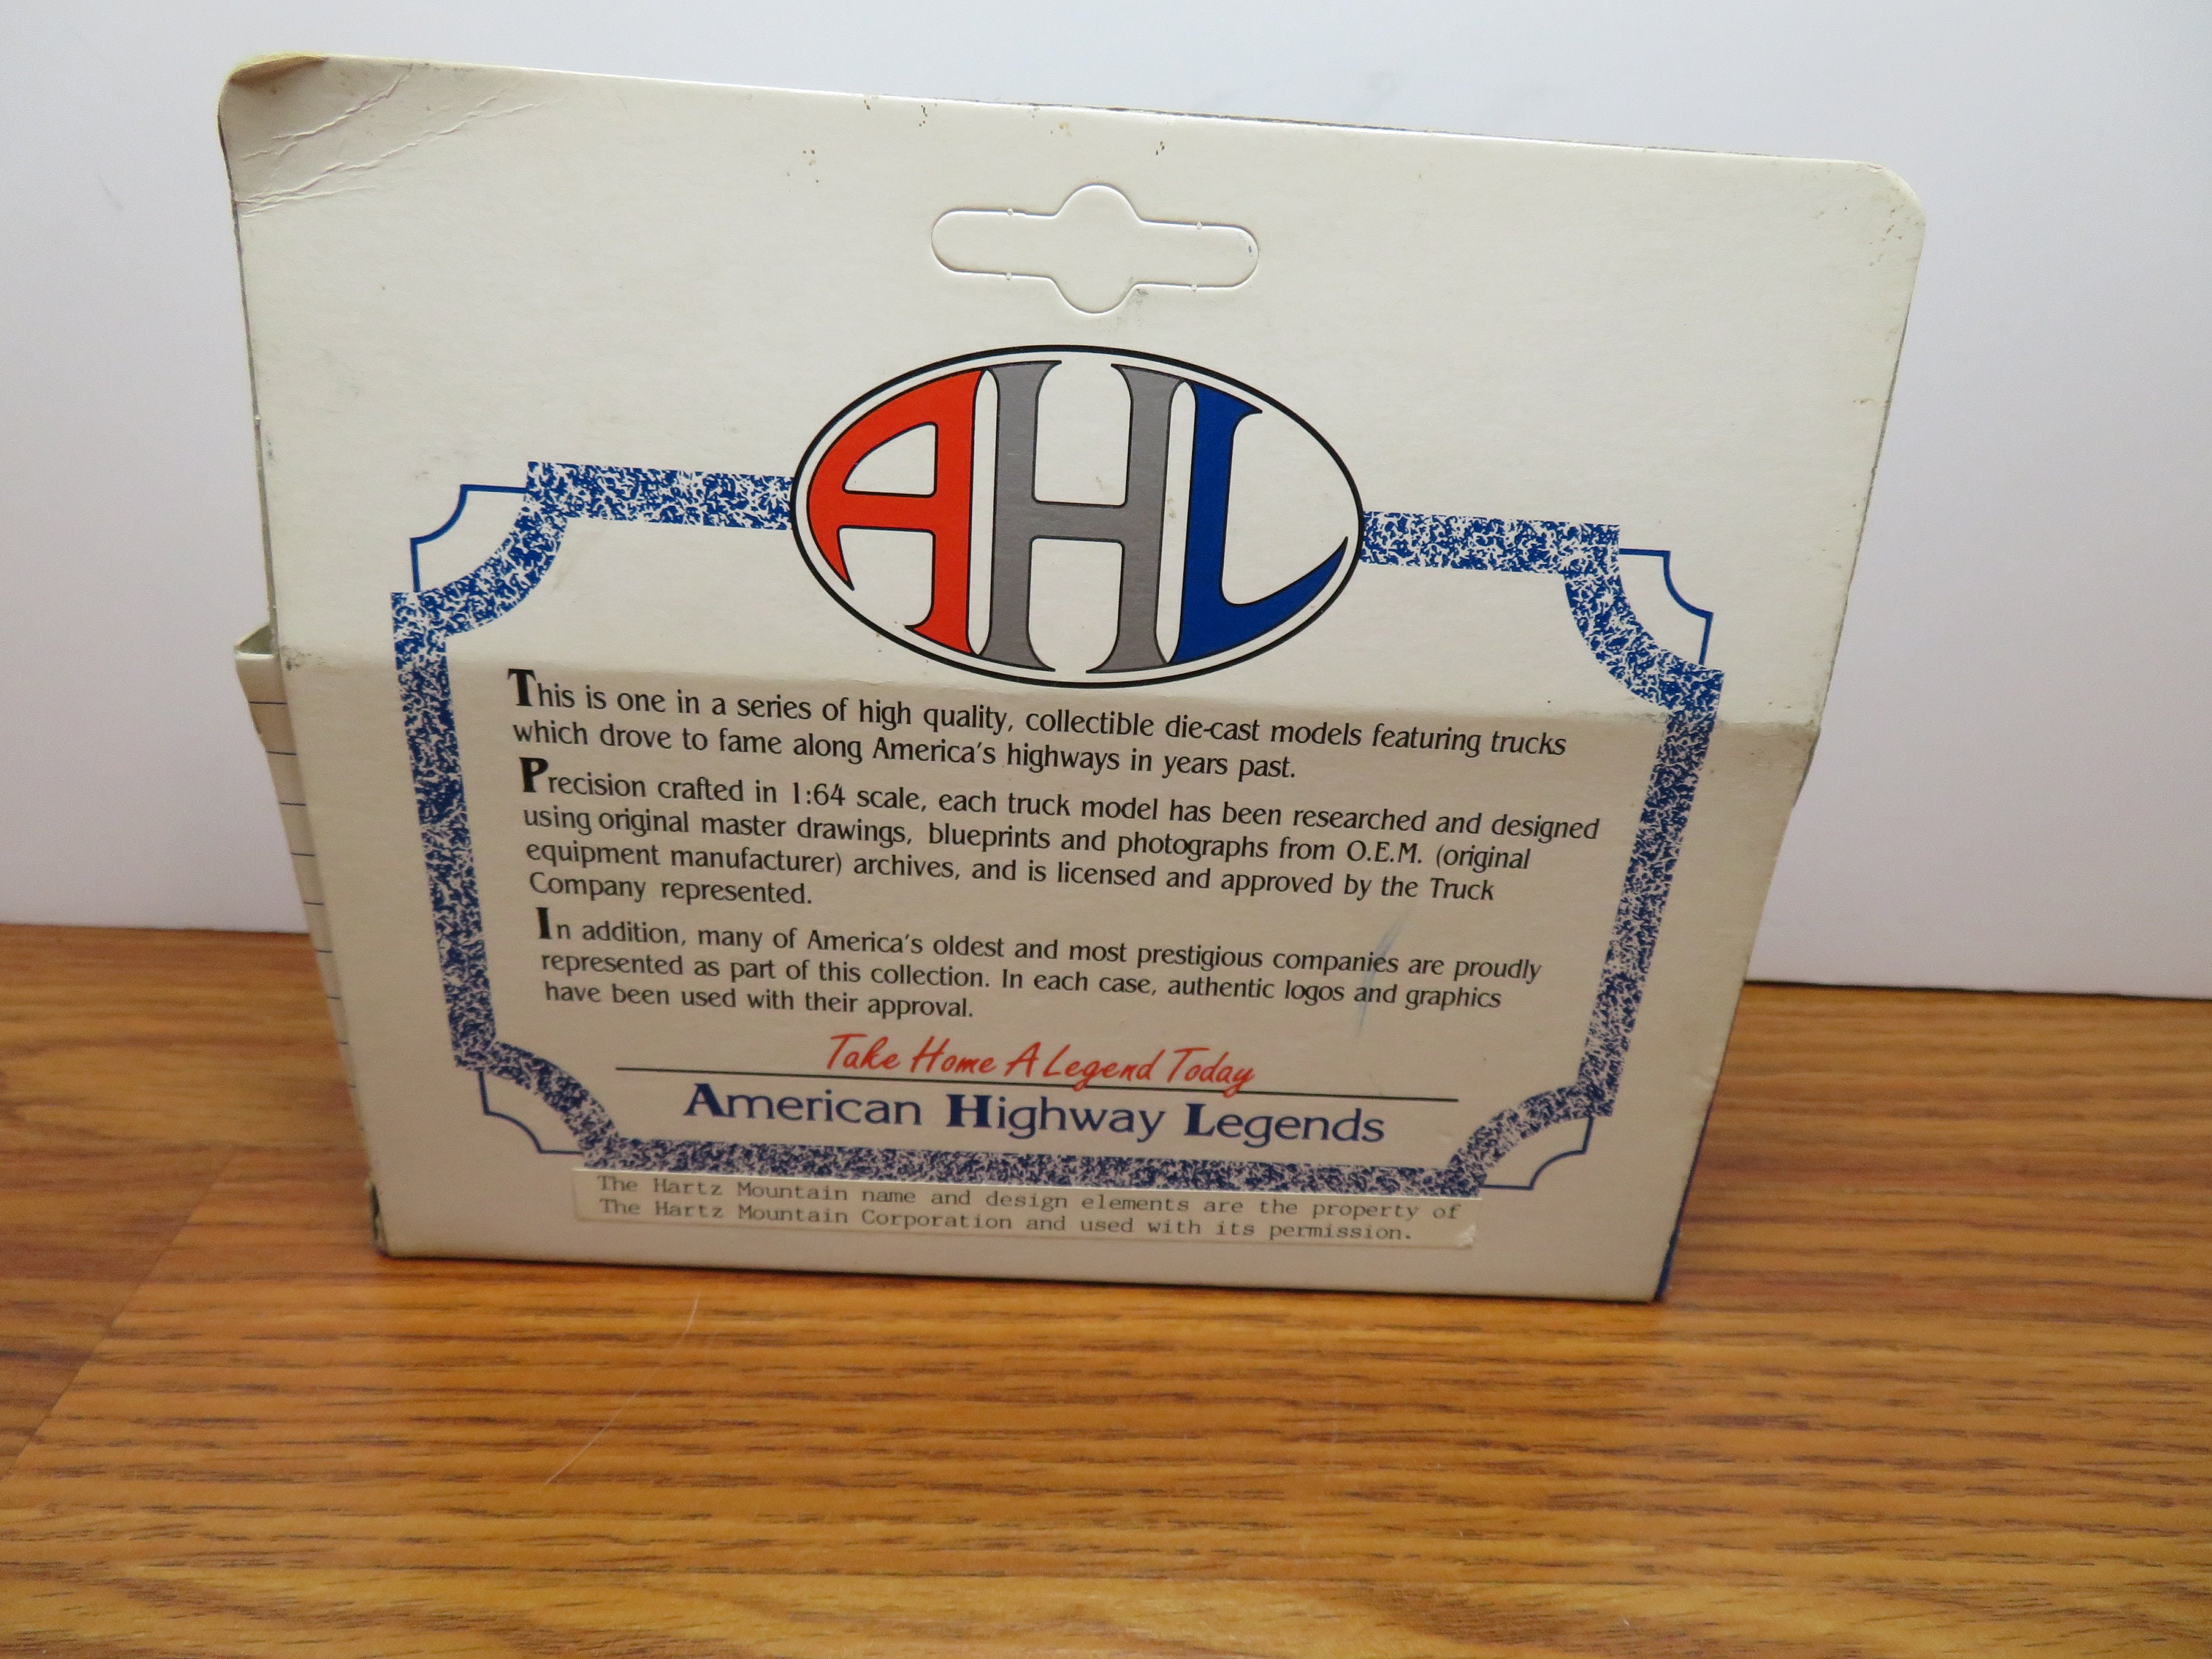 AHL
This is one in a series of high quality, collectible die-cast models featuring trucks
which drove to fame along America's highways in years past.
Precision crafted in 1:64 scale, each truck model has been researched and designed
using original master drawings, blueprints and photographs from O.E.M. (original
equipment manufacturer) archives, and is licensed and approved by the Truck
Company represented.
In addition, many of America's oldest and most prestigious companies are proudly
represented as part of this collection. In each case, authentic logos and graphics
have been used with their approval.
Take Home A Legend Today
American Highway Legends
The Hartz Mountain name and design elements are the property of
The Hartz Mountain Corporation and used with its permission.